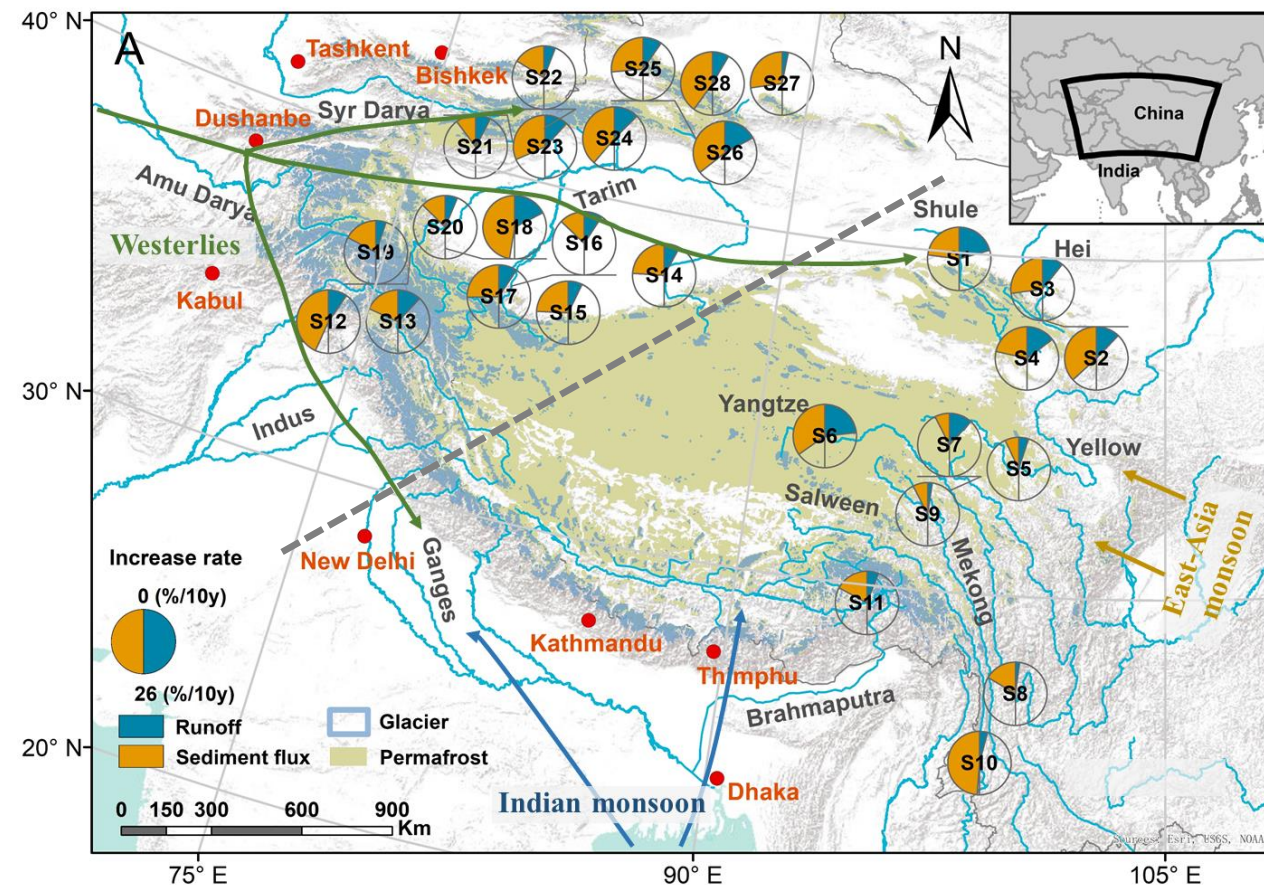 40° N
A
N
Tashkent
Bishkek
S22
S25
S28
S27
China
India
Syr Darya
Dushanbe
S21
S23
S24
S26
Amu Darya
Tarim
Shule
Westerlies
Kabul
S19
S20
S18
S16
S14
S1
Hei
S3
S12
S13
S17
S15
S4
S2
30° N
Indus
Yangtze
S6
S7
S5
Yellow
Salween
S9
East-Asia
monsoon
New Delhi
Ganges
Mekong
S11
Increase rate
0 (%/10y)
26 (%/10y)
Runoff
Sediment flux
Glacier
Permafrost
Kathmandu
Thimphu
Brahmaputra
S8
S10
20° N
0 150 300 600 900
Km
Indian monsoon
Dhaka
Sources: Esri, USGS, NOAA
75° E
90° E
105° E